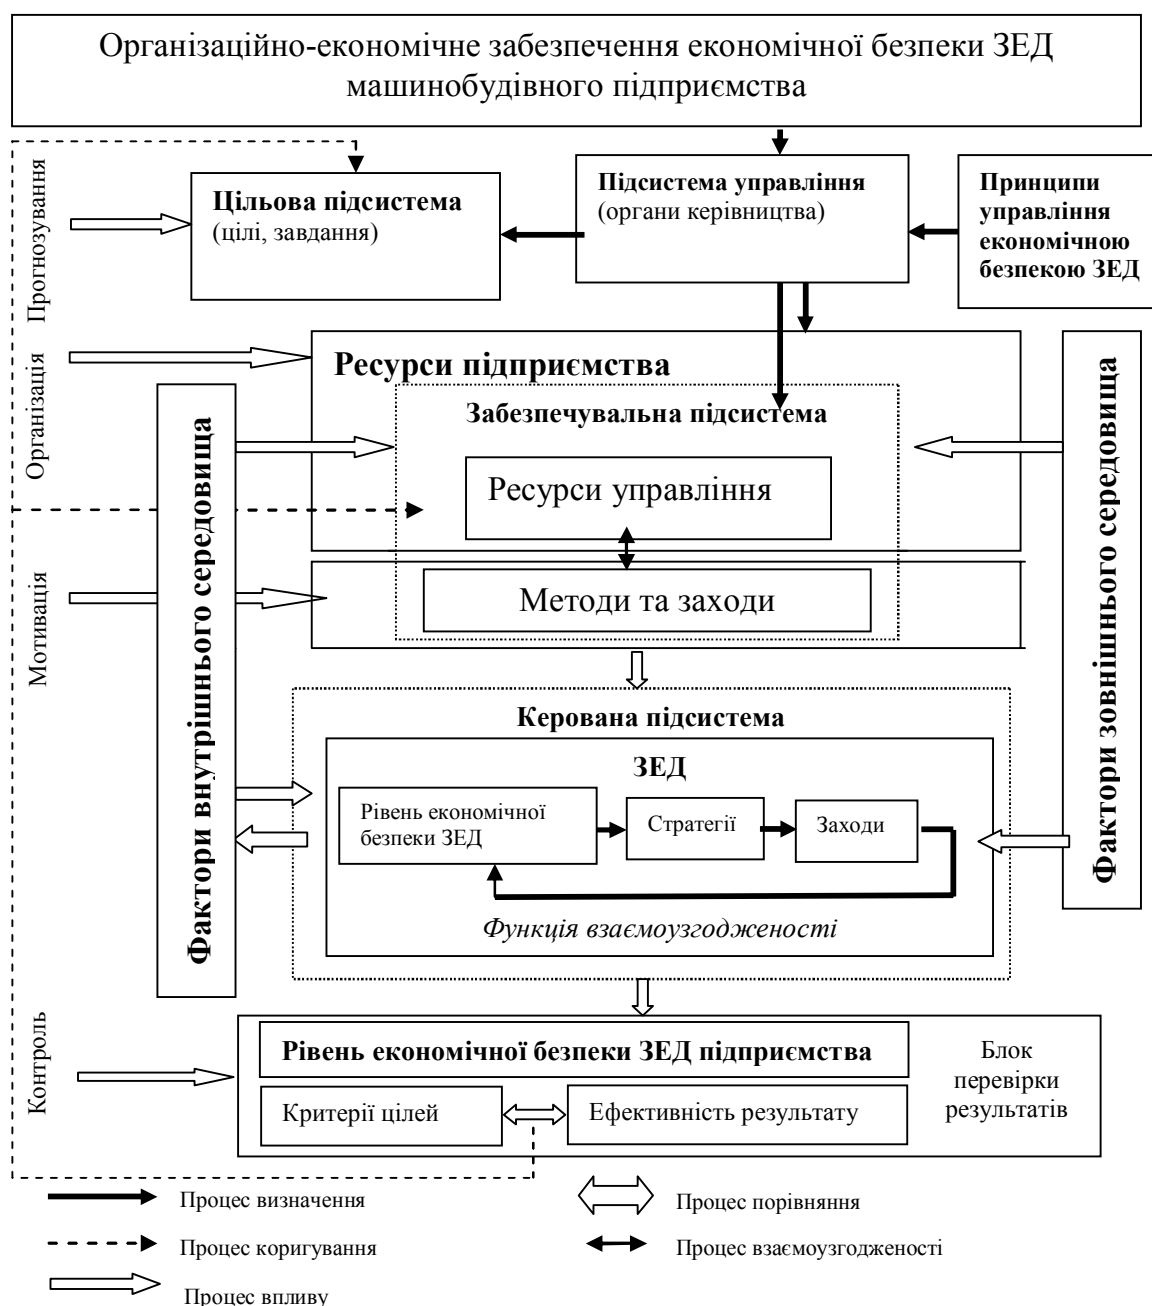 Організаційно-економічне забезпечення економічної безпеки ЗЕД
машинобудівного підприємства
Прогнозування
Цільова підсистема
(цілі, завдання)
Підсистема управління
(органи керівництва)
Принципи
управління
економічною
безпекою ЗЕД
Організація
Ресурси підприємства
Забезпечувальна підсистема
Ресурси управління
Мотивація
Методи та заходи
Фактори внутрішнього середовища
Фактори зовнішнього середовища
Керована підсистема
ЗЕД
Рівень економічної
безпеки ЗЕД
Стратегії
Заходи
Функція взаємоузгодженості
Контроль
Рівень економічної безпеки ЗЕД підприємства
Критерії цілей
Ефективність результату
Блок
перевірки
результатів
Процес визначення
Процес порівняння
Процес коригування
Процес взаємоузгодженості
Процес впливу